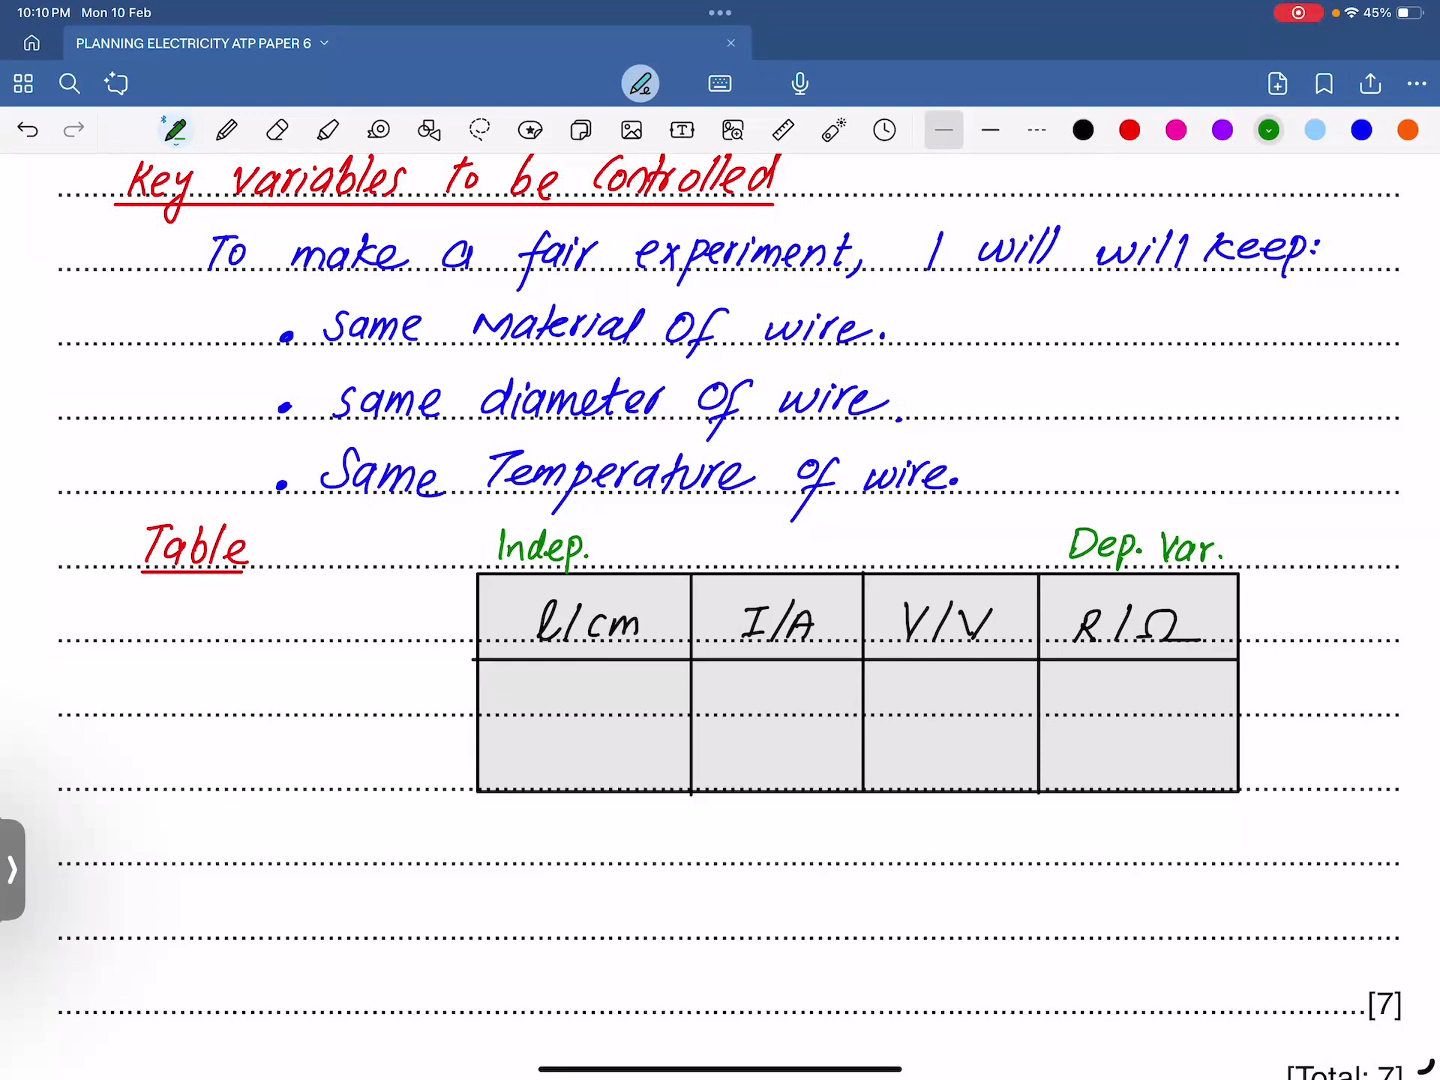 10:10 PM Mon 10 Feb
45%
PLANNING ELECTRICITY ATP PAPER 6
Key variables to be Controlled
To make a fair experiment, I will will keep:
• same Material Of wire.
• same diameter Of wire.
• Same Temperature of wire.
Table
Indep. Dep. Var.
l/cm I/A V/V R/Ω
[7]
[Total: 7]